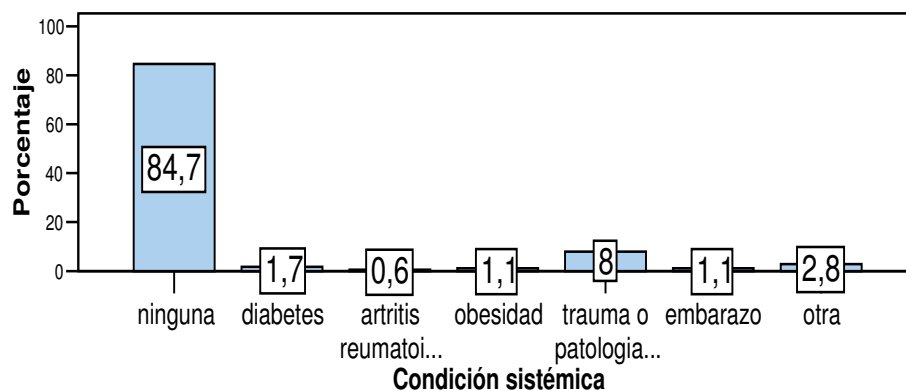 100
80
60
40
20
0
Porcentaje
84,7
1,7
0,6
1,1
8
1,1
2,8
ninguna
diabetes
artritis
reumatoi...
obesidad
trauma o
patologia...
embarazo
otra
Condición sistémica